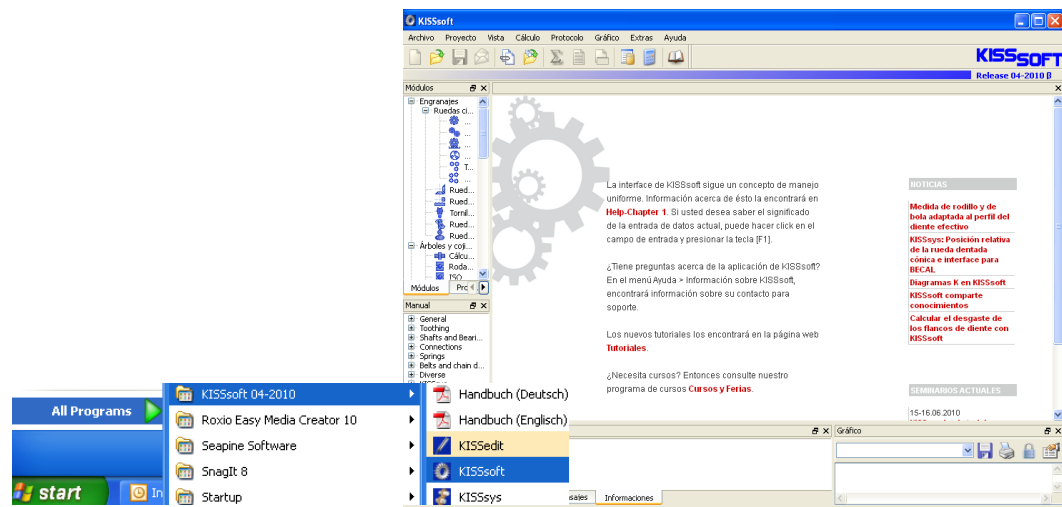 KISSsoft
Archivo Proyecto Vista Cálculo Protocolo Gráfico Extras Ayuda
KISSSOFT
Release 04-2010 β
Módulos
Engranajes
Ruedas ci...
...
...
...
...
T...
...
Rued...
Rued...
Tornil...
Rued...
Rued...
Árboles y coji...
Cálcu...
Roda...
ISO
Módulos
Manual
General
Toothing
Shafts and Beari...
Connections
Springs
Belts and chain d...
Diverse
La interface de KISSsoft sigue un concepto de manejo
uniforme. Información acerca de ésto la encontrará en
Help-Chapter 1. Si usted desea saber el significado
de la entrada de datos actual, puede hacer click en el
campo de entrada y presionar la tecla [F1].
¿Tiene preguntas acerca de la aplicación de KISSsoft?
En el menú Ayuda > Información sobre KISSsoft,
encontrará información sobre su contacto para
soporte.
Los nuevos tutoriales los encontrará en la página web
Tutoriales.
¿Necesita cursos? Entonces consulte nuestro
programa de cursos Cursos y Ferias.
NOTICIAS
Medida de rodillo y de
bola adaptada al perfil del
diente efectivo
KISSsys: Posición relativa
de la rueda dentada
cónica e interface para
BECAL
Diagramas K en KISSsoft
KISSsoft comparte
conocimientos
Calcular el desgaste de
los flancos de diente con
KISSsoft
SEMINARIOS ACTUALES
15-16.06.2010
Gráfico
Informaciones
All Programs
start
In
KISSsoft 04-2010
Roxio Easy Media Creator 10
Seapine Software
SnagIt 8
Startup
Handbuch (Deutsch)
Handbuch (Englisch)
KISSedit
KISSsoft
KISSsys